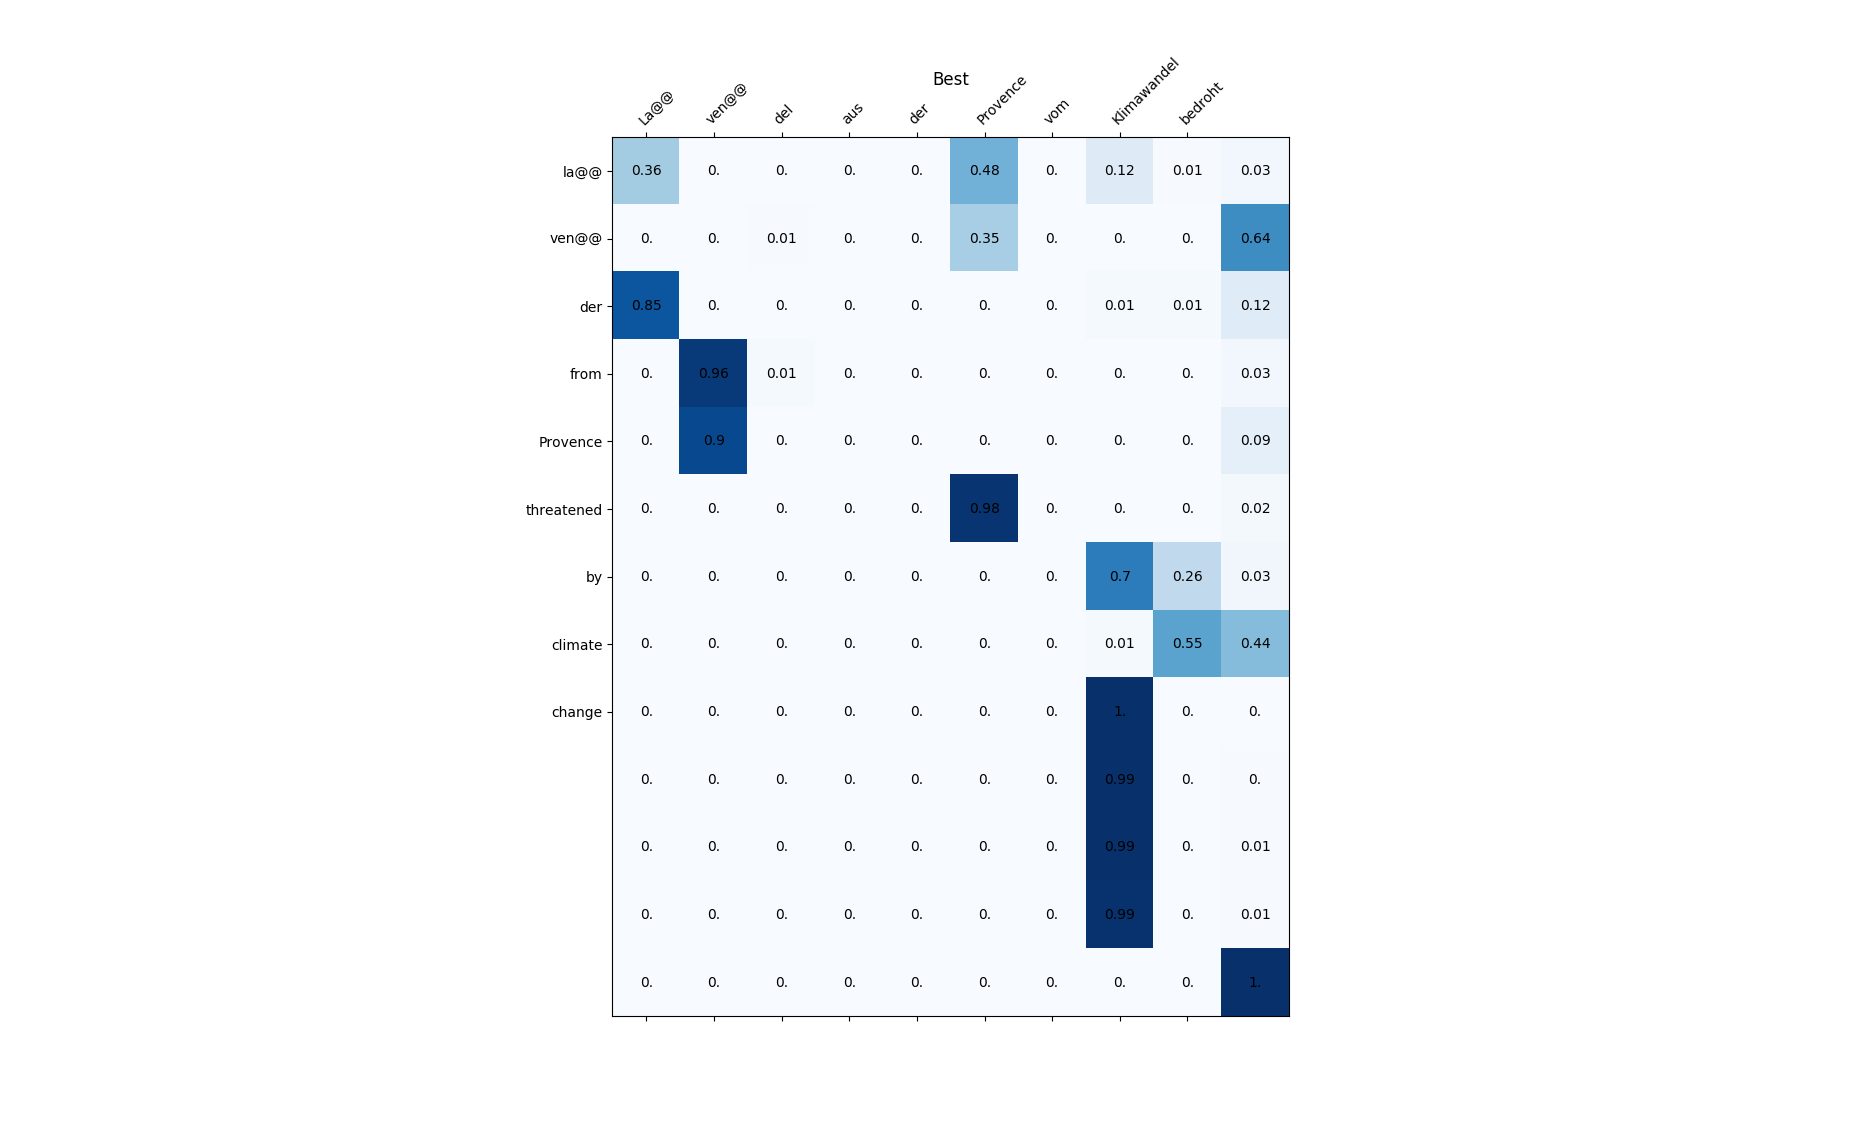 Best
La@@ ven@@ del aus der Provence vom Klimawandel bedroht
la@@ 0.36 0. 0. 0. 0. 0.48 0. 0.12 0.01 0.03
ven@@ 0. 0. 0.01 0. 0. 0.35 0. 0. 0. 0.64
der 0.85 0. 0. 0. 0. 0. 0. 0.01 0.01 0.12
from 0. 0.96 0.01 0. 0. 0. 0. 0. 0. 0.03
Provence 0. 0.9 0. 0. 0. 0. 0. 0. 0. 0.09
threatened 0. 0. 0. 0. 0. 0.98 0. 0. 0. 0.02
by 0. 0. 0. 0. 0. 0. 0. 0.7 0.26 0.03
climate 0. 0. 0. 0. 0. 0. 0. 0.01 0.55 0.44
change 0. 0. 0. 0. 0. 0. 0. 1. 0. 0.
0. 0. 0. 0. 0. 0. 0. 0.99 0. 0.
0. 0. 0. 0. 0. 0. 0. 0.99 0. 0.01
0. 0. 0. 0. 0. 0. 0. 0.99 0. 0.01
0. 0. 0. 0. 0. 0. 0. 0. 0. 1.